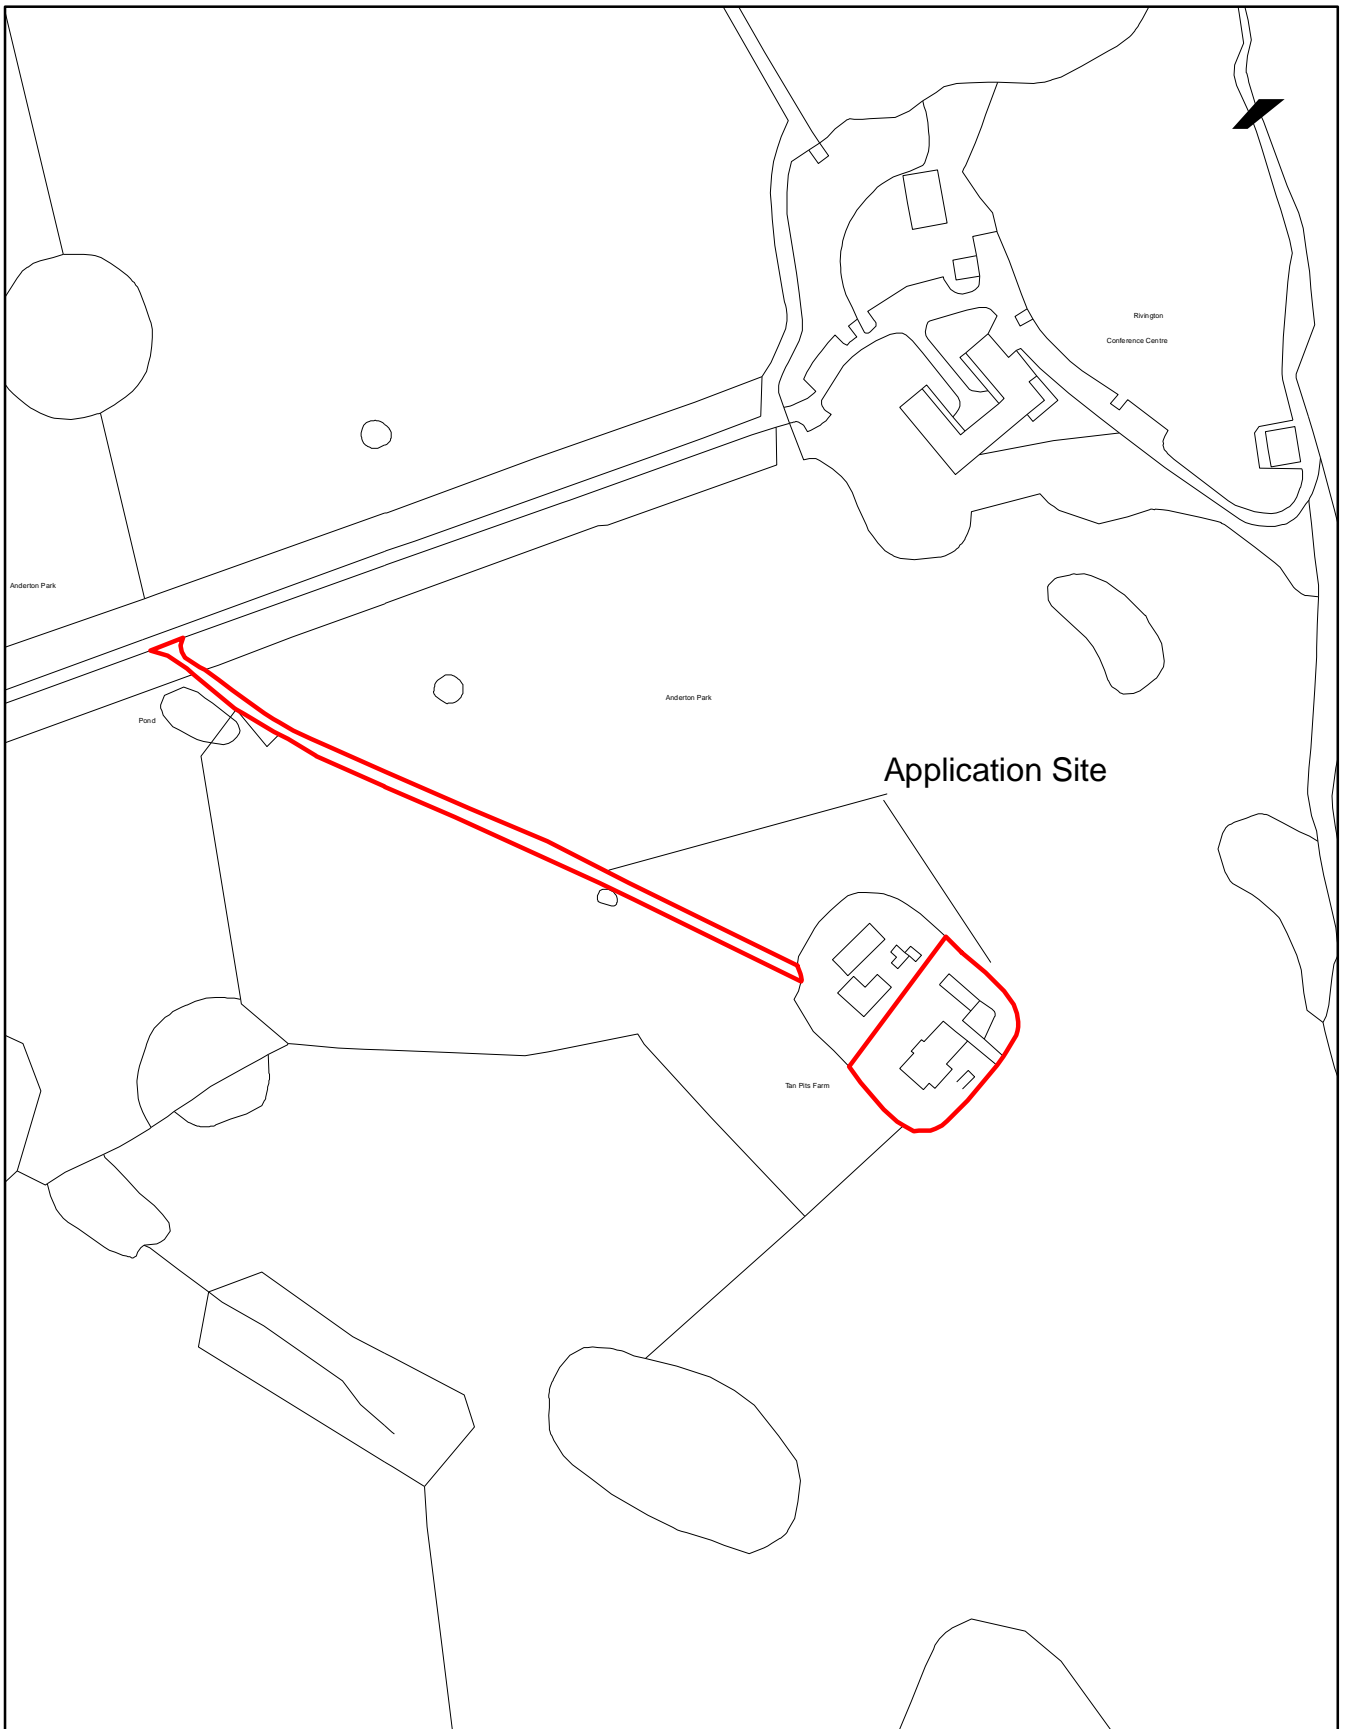 Rivington
Conference Centre
Anderton Park
Anderton Park
Pond
Application Site
Tan Pits Farm